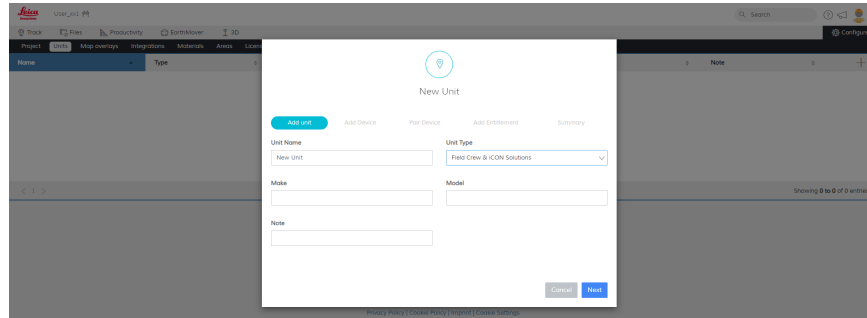 Leica
User_xx1
Search
Track Files Productivity EarthMover 3D
Configure
Project Units Map overlays Integrations Materials Areas Licens
Name Type Note
New Unit
Add unit Add Device Pair Device Add Entitlement Summary
Unit Name Unit Type
New Unit Field Crew & iCON Solutions
Make Model
Note
< 1 >
Showing 0 to 0 of 0 entries
Cancel Next
Privacy Policy | Cookie Policy | Imprint | Cookie Settings